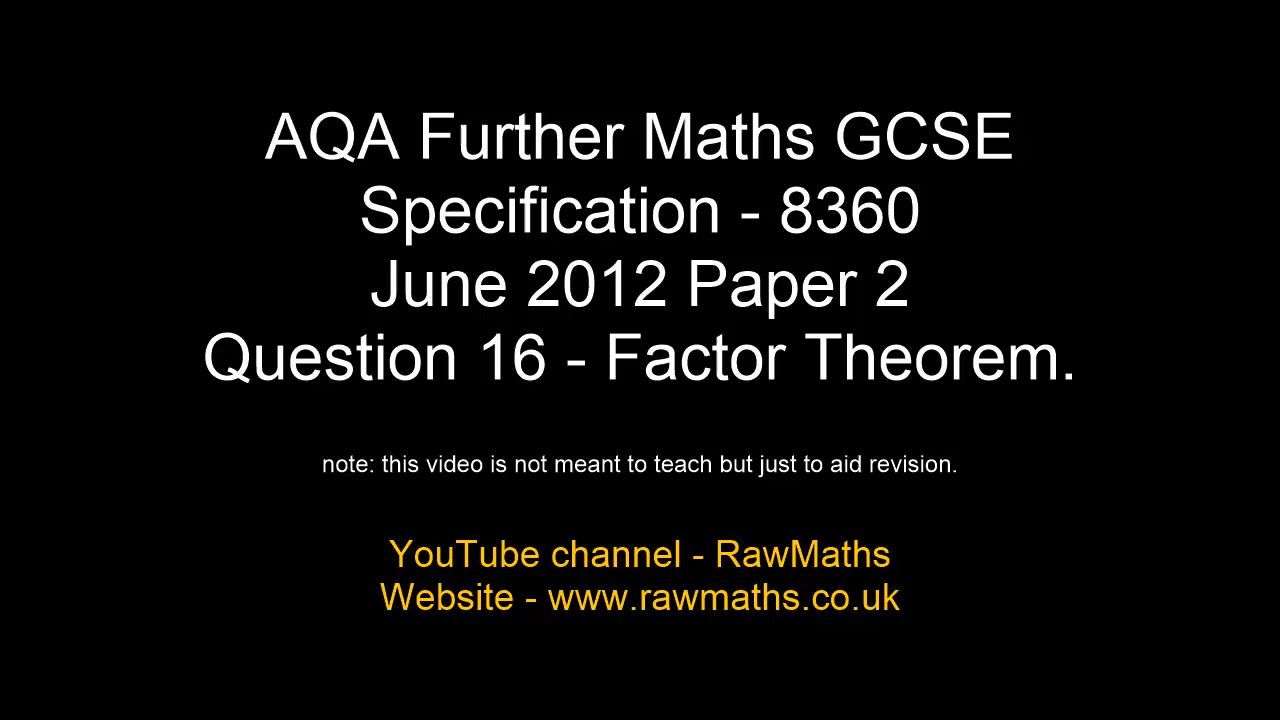 AQA Further Maths GCSE
Specification - 8360
June 2012 Paper 2
Question 16 - Factor Theorem.
note: this video is not meant to teach but just to aid revision.
YouTube channel - RawMaths
Website - www.rawmaths.co.uk